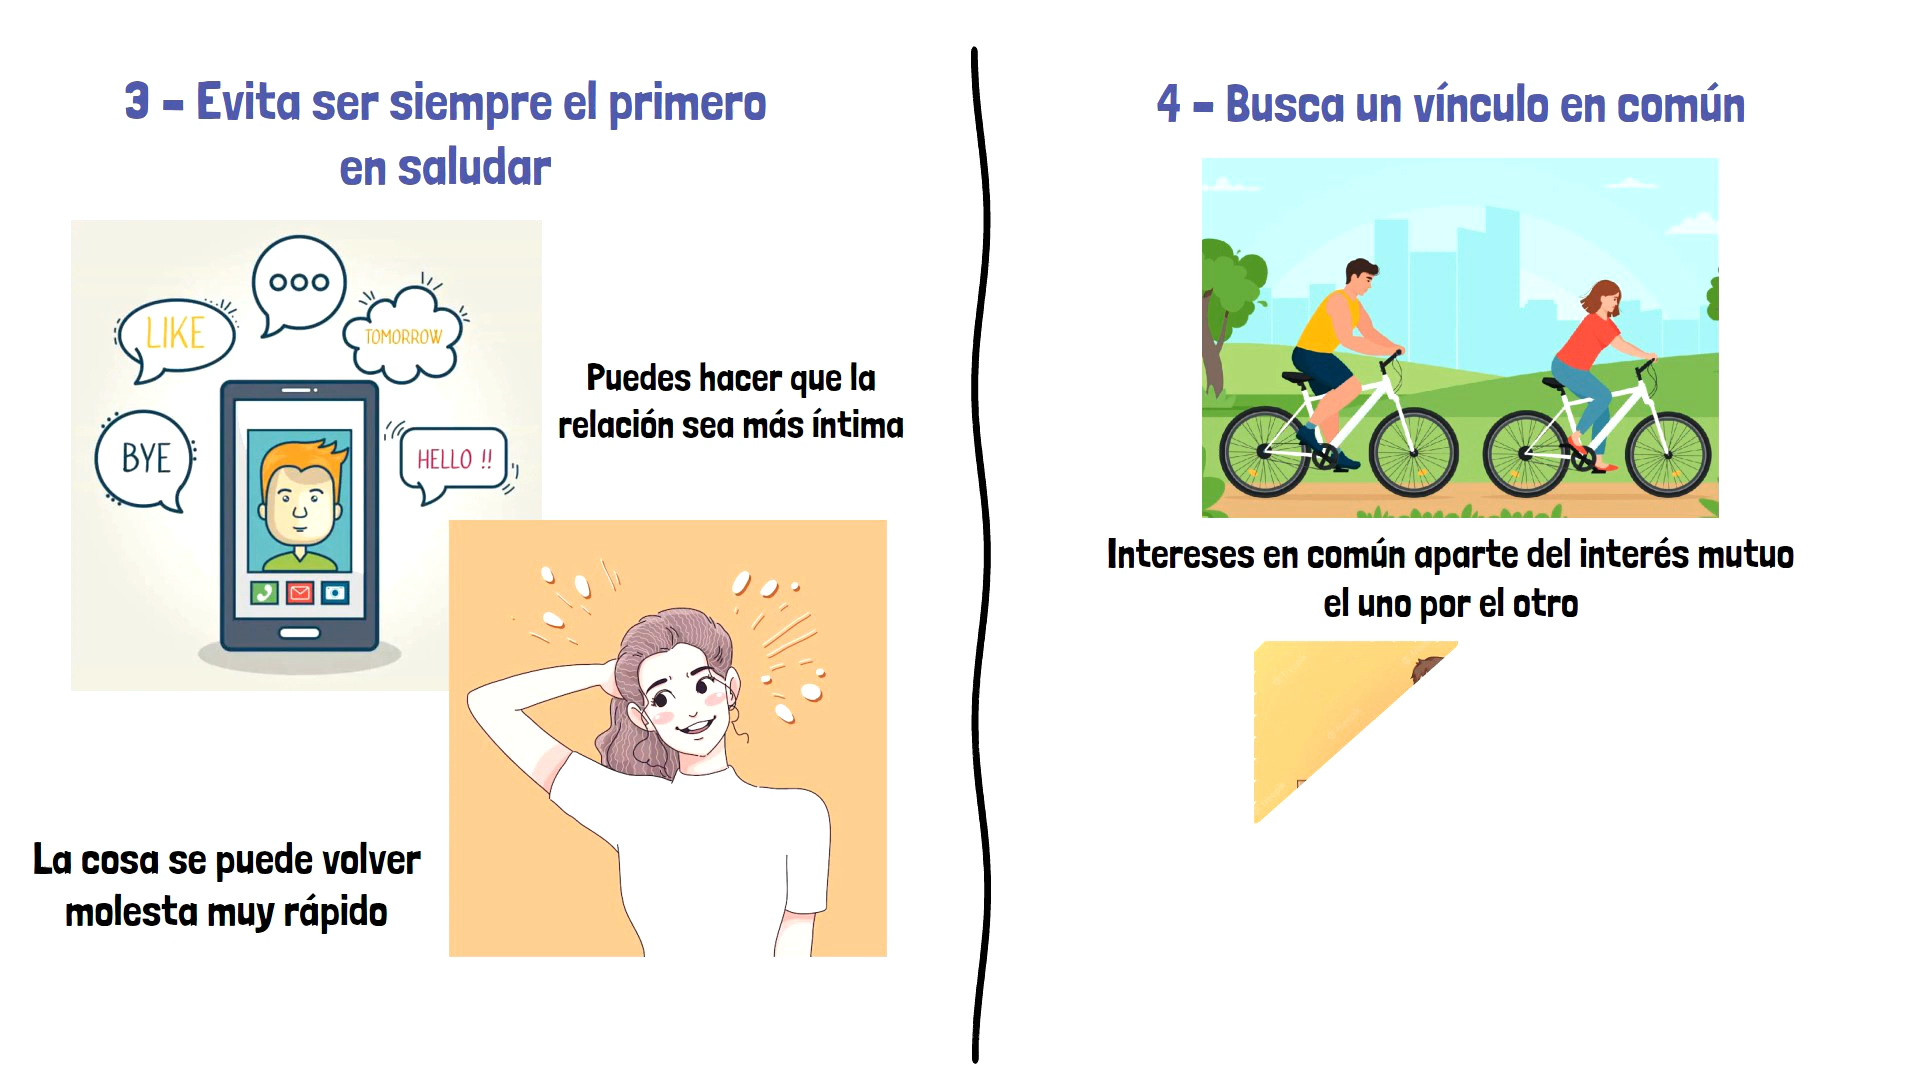 3 - Evita ser siempre el primero
en saludar
LIKE
TOMORROW
BYE
HELLO !!
Puedes hacer que la
relación sea más íntima
La cosa se puede volver
molesta muy rápido
4 - Busca un vínculo en común
Intereses en común aparte del interés mutuo
el uno por el otro